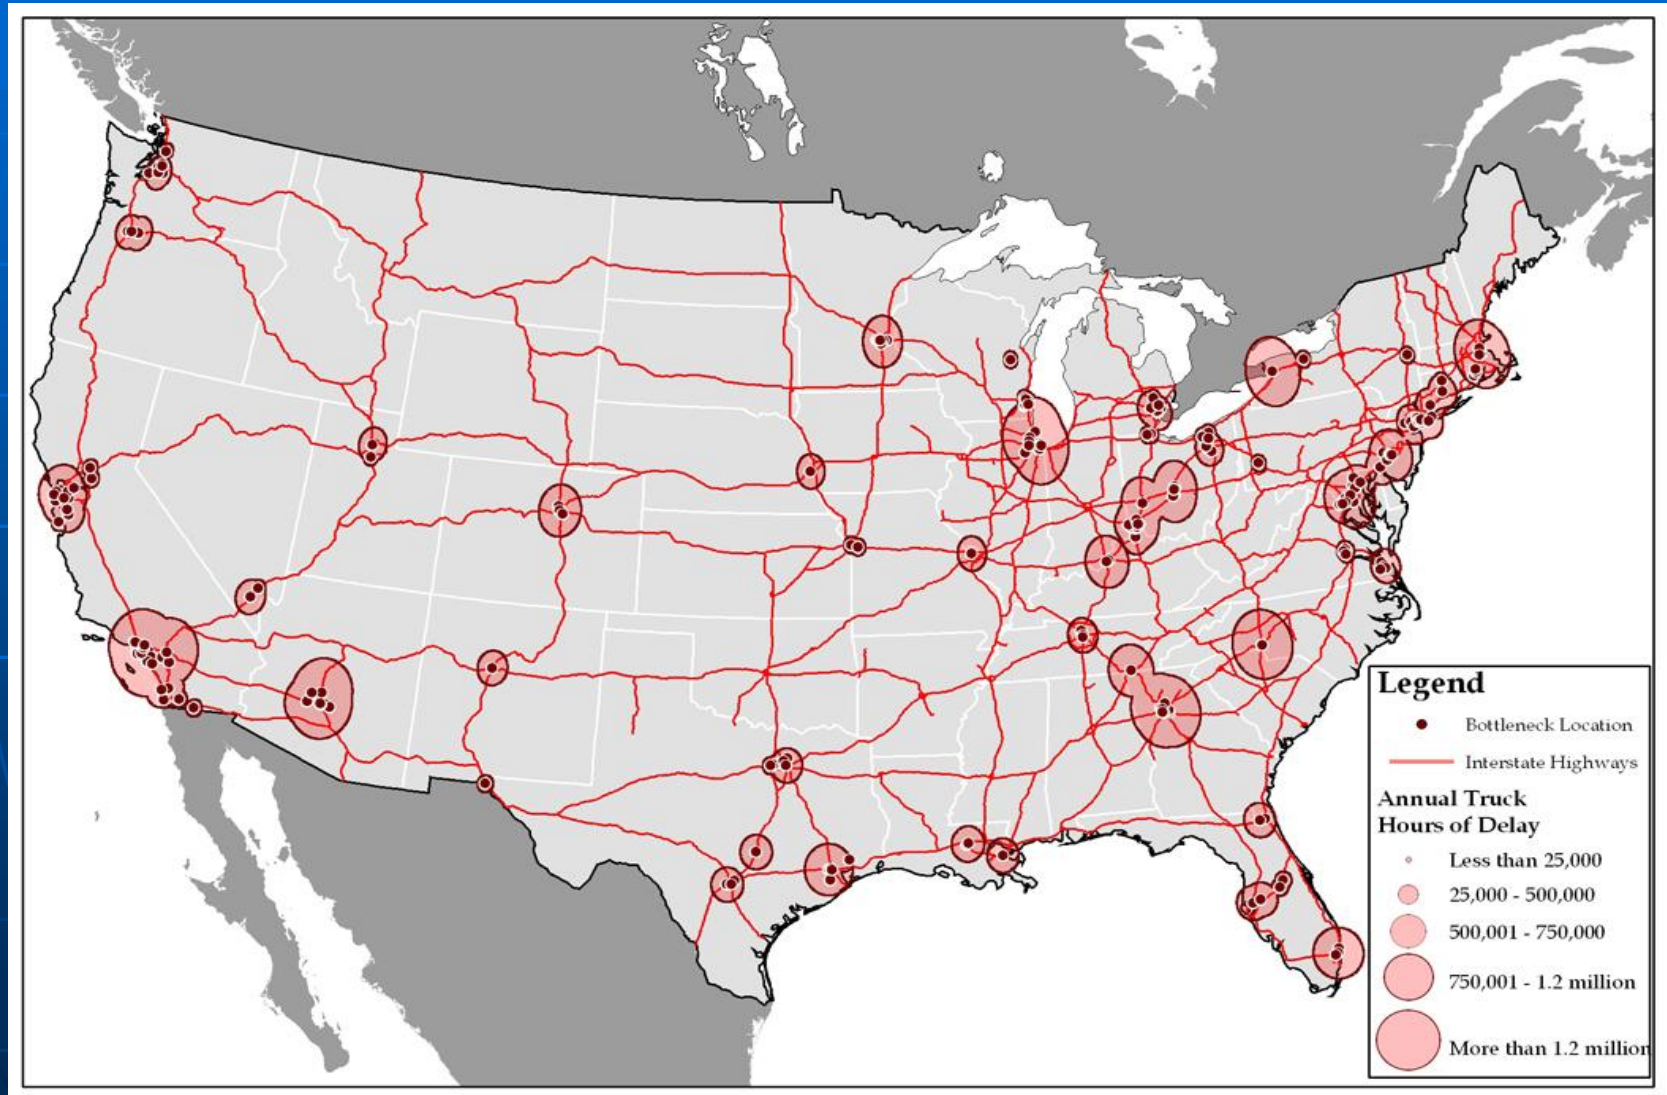 Legend
Bottleneck Location
Interstate Highways
Annual Truck
Hours of Delay
Less than 25,000
25,000 - 500,000
500,001 - 750,000
750,001 - 1.2 million
More than 1.2 million